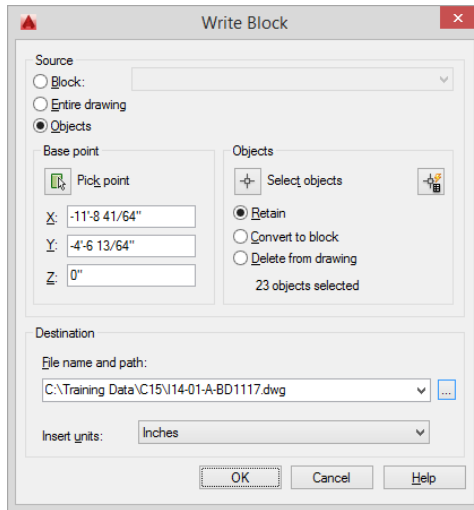 Write Block
Source
Block:
Entire drawing
Objects
Base point
Pick point
X: -11'-8 41/64"
Y: -4'-6 13/64"
Z: 0"
Objects
Select objects
Retain
Convert to block
Delete from drawing
23 objects selected
Destination
File name and path:
C:\Training Data\C15\I14-01-A-BD1117.dwg
...
Insert units: Inches
OK Cancel Help